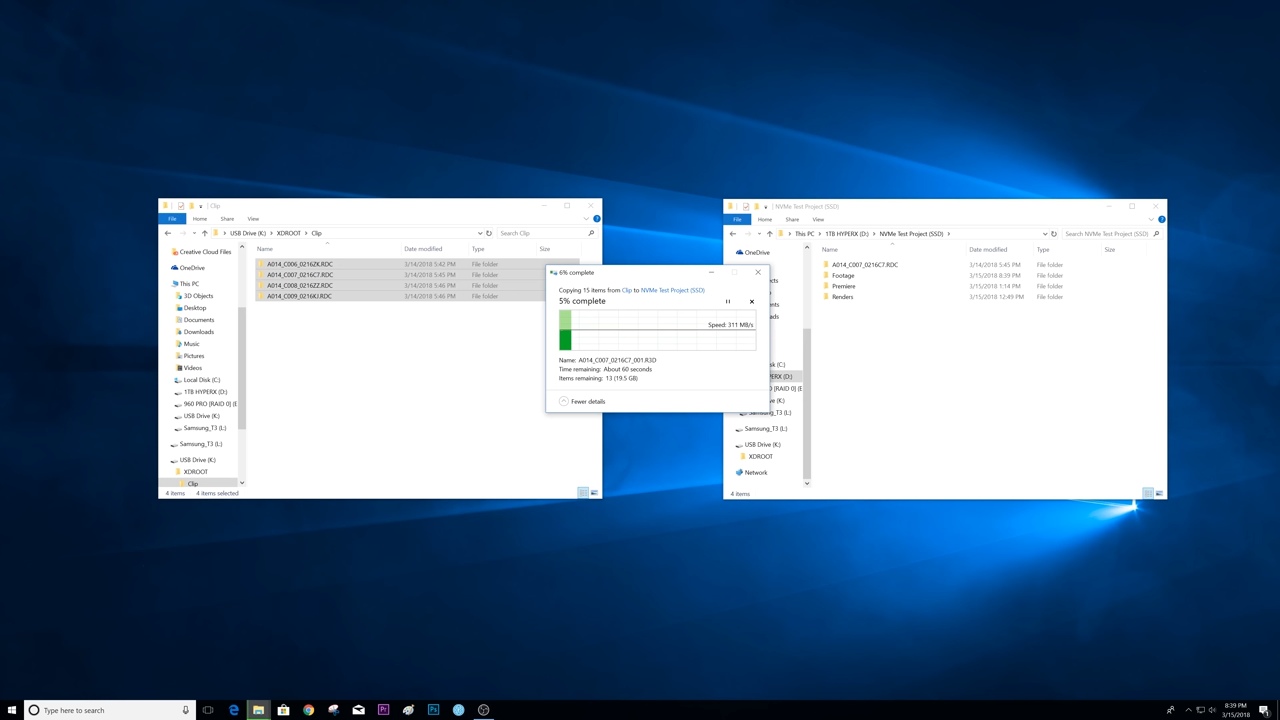 Clip
File Home Share View
USB Drive (K:) XDROOT Clip
Search Clip
Creative Cloud Files
OneDrive
This PC
3D Objects
Desktop
Documents
Downloads
Music
Pictures
Videos
Local Disk (C:)
1TB HYPERX (D:)
960 PRO [RAID 0] (E
USB Drive (K:)
Samsung_T3 (L:)
Samsung_T3 (L:)
USB Drive (K:)
XDROOT
Clip
Name Date modified Type Size
A014_C006_0216ZK.RDC 3/14/2018 5:42 PM File folder
A014_C007_0216C7.RDC 3/14/2018 5:45 PM File folder
A014_C008_0216ZZ.RDC 3/14/2018 5:46 PM File folder
A014_C009_0216KJ.RDC 3/14/2018 5:46 PM File folder
4 items 4 items selected
6% complete
Copying 15 items from Clip to NVMe Test Project (SSD)
5% complete
Speed: 311 MB/s
Name: A014_C007_0216C7_001.R3D
Time remaining: About 60 seconds
Items remaining: 13 (19.5 GB)
Fewer details
NVMe Test Project (SSD)
File Home Share View
This PC 1TB HYPERX (D:) NVMe Test Project (SSD)
Search NVMe Test Project (SSD)
OneDrive
ects
nts
ads
sk (C:)
PERX (D:)
O [RAID 0] (E
ve (K:)
Samsung_T3 (L:)
Samsung_T3 (L:)
USB Drive (K:)
XDROOT
Network
Name Date modified Type Size
A014_C007_0216C7.RDC 3/14/2018 5:45 PM File folder
Footage 3/15/2018 8:39 PM File folder
Premiere 3/15/2018 1:14 PM File folder
Renders 3/15/2018 12:49 PM File folder
4 items
Type here to search
Pr
Ps
8:39 PM
3/15/2018